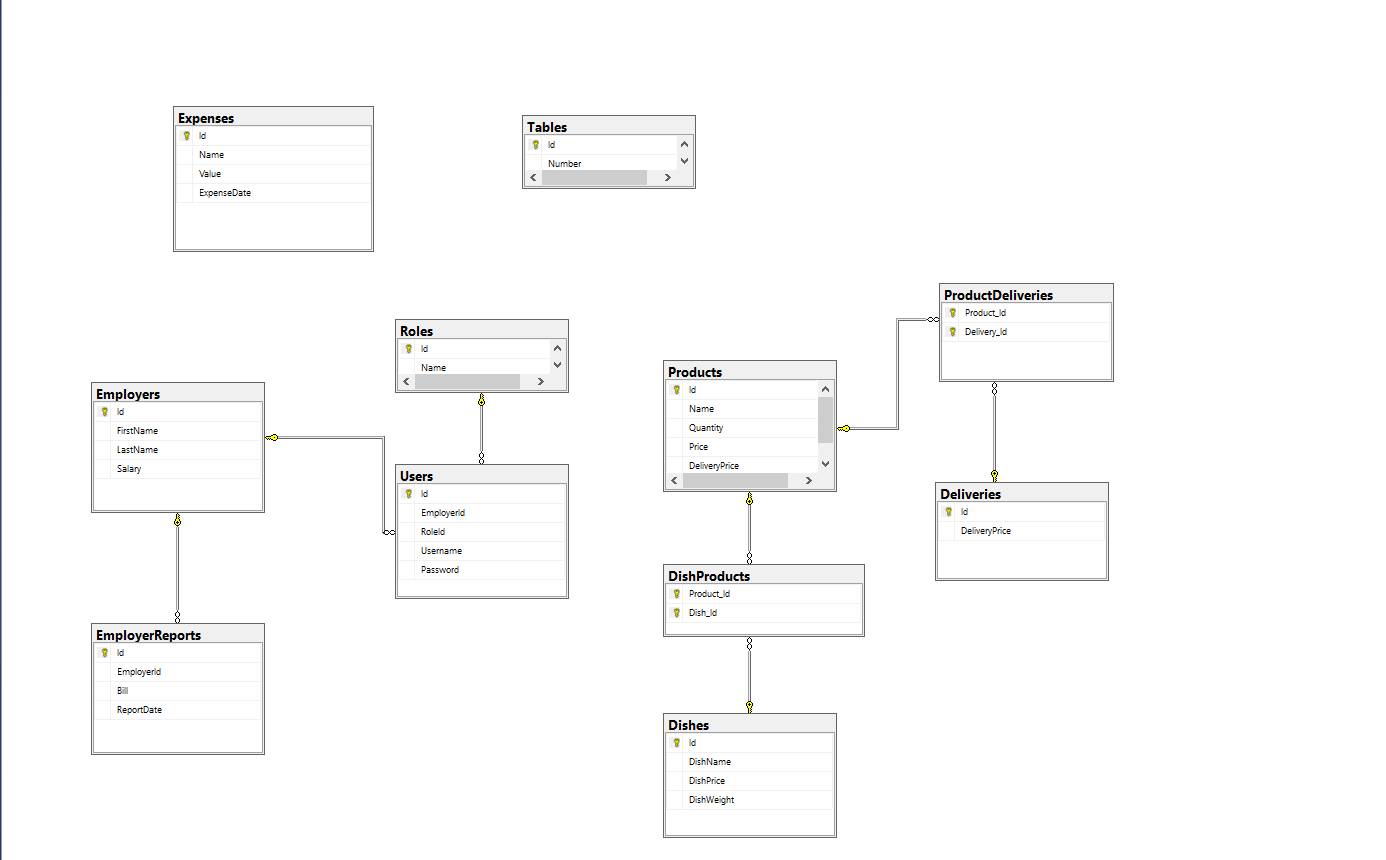 Expenses
Id
Name
Value
ExpenseDate
Tables
Id
Number
Roles
Id
Name
Employers
Id
FirstName
LastName
Salary
Users
Id
EmployerId
RoleId
Username
Password
EmployerReports
Id
EmployerId
Bill
ReportDate
ProductDeliveries
Product_Id
Delivery_Id
Products
Id
Name
Quantity
Price
DeliveryPrice
Deliveries
Id
DeliveryPrice
DishProducts
Product_Id
Dish_Id
Dishes
Id
DishName
DishPrice
DishWeight